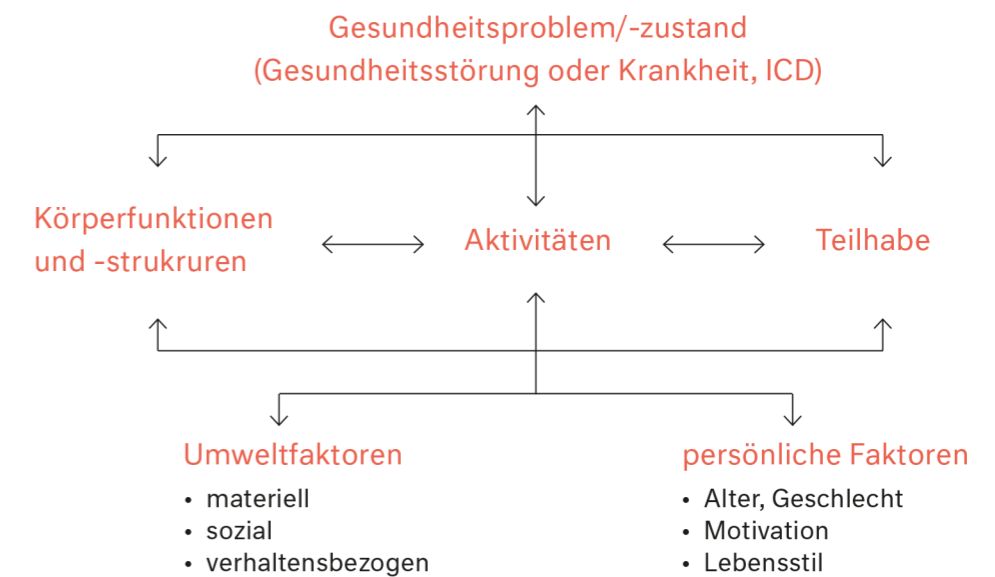 Gesundheitsproblem/-zustand
(Gesundheitsstörung oder Krankheit, ICD)
Körperfunktionen
und -strukruren
Aktivitäten
Teilhabe
Umweltfaktoren
• materiell
• sozial
• verhaltensbezogen
persönliche Faktoren
• Alter, Geschlecht
• Motivation
• Lebensstil